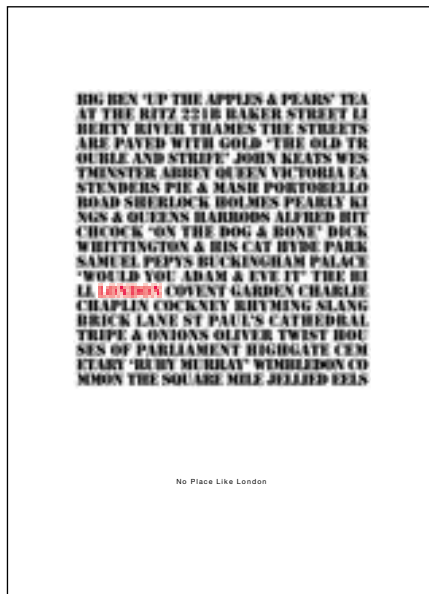 BIG BEN 'UP THE APPLES & PEARS' TEA
AT THE RITZ 221B BAKER STREET LI
BERTY RIVER THAMES THE STREETS
ARE PAVED WITH GOLD 'THE OLD TR
OUBLE AND STRIFE' JOHN KEATS WES
TMINSTER ABBEY QUEEN VICTORIA EA
STENDERS PIE & MASH PORTOBELLO
ROAD SHERLOCK HOLMES PEARLY KI
NGS & QUEENS HARRODS ALFRED HIT
CHCOCK 'ON THE DOG & BONE' DICK
WHITTINGTON & HIS CAT HYDE PARK
SAMUEL PEPYS BUCKINGHAM PALACE
'WOULD YOU ADAM & EVE IT' THE BI
LL LONDON COVENT GARDEN CHARLIE
CHAPLIN COCKNEY RHYMING SLANG
BRICK LANE ST PAUL'S CATHEDRAL
TRIPE & ONIONS OLIVER TWIST HOU
SES OF PARLIAMENT HIGHGATE CEM
ETARY 'RUBY MURRAY' WIMBLEDON CO
MMON THE SQUARE MILE JELLIED EELS
No Place Like London